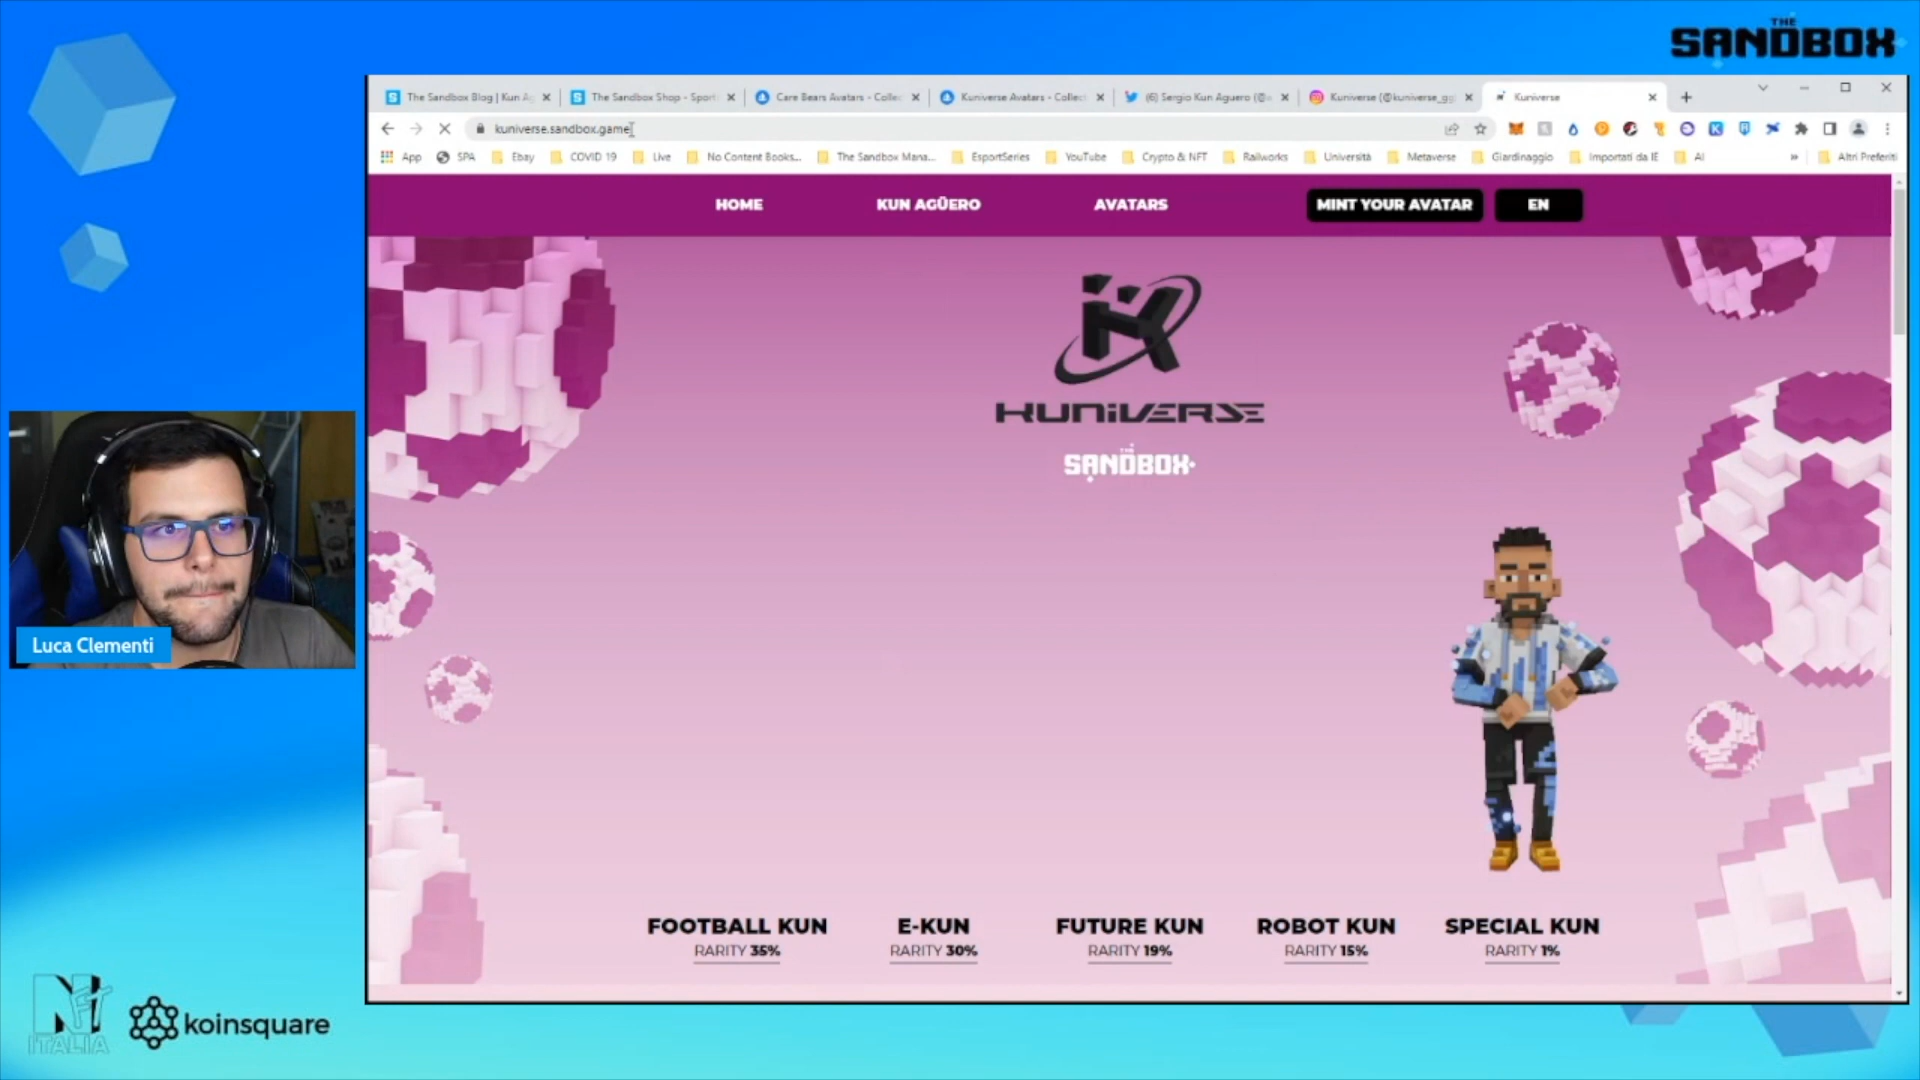 THE
SANDBOX
The Sandbox Blog | Kun A
The Sandbox Shop - Sport
Care Bears Avatars - Collec
Kuniverse Avatars - Collect
(6) Sergio Kun Aguero (@
Kuniverse (@kuniverse_gg
Kuniverse
kuniverse.sandbox.game
App
SPA
Ebay
COVID 19
Live
No Content Books...
The Sandbox Mana...
EsportSeries
YouTube
Crypto & NFT
Railworks
Università
Metaverse
Giardinaggio
Importati da IE
AI
»
Altri Preferiti
HOME
KUN AGÜERO
AVATARS
MINT YOUR AVATAR
EN
KUNIVERSE
THE
SANDBOX
Luca Clementi
FOOTBALL KUN
RARITY 35%
E-KUN
RARITY 30%
FUTURE KUN
RARITY 19%
ROBOT KUN
RARITY 15%
SPECIAL KUN
RARITY 1%
NFT
ITALIA
koinsquare